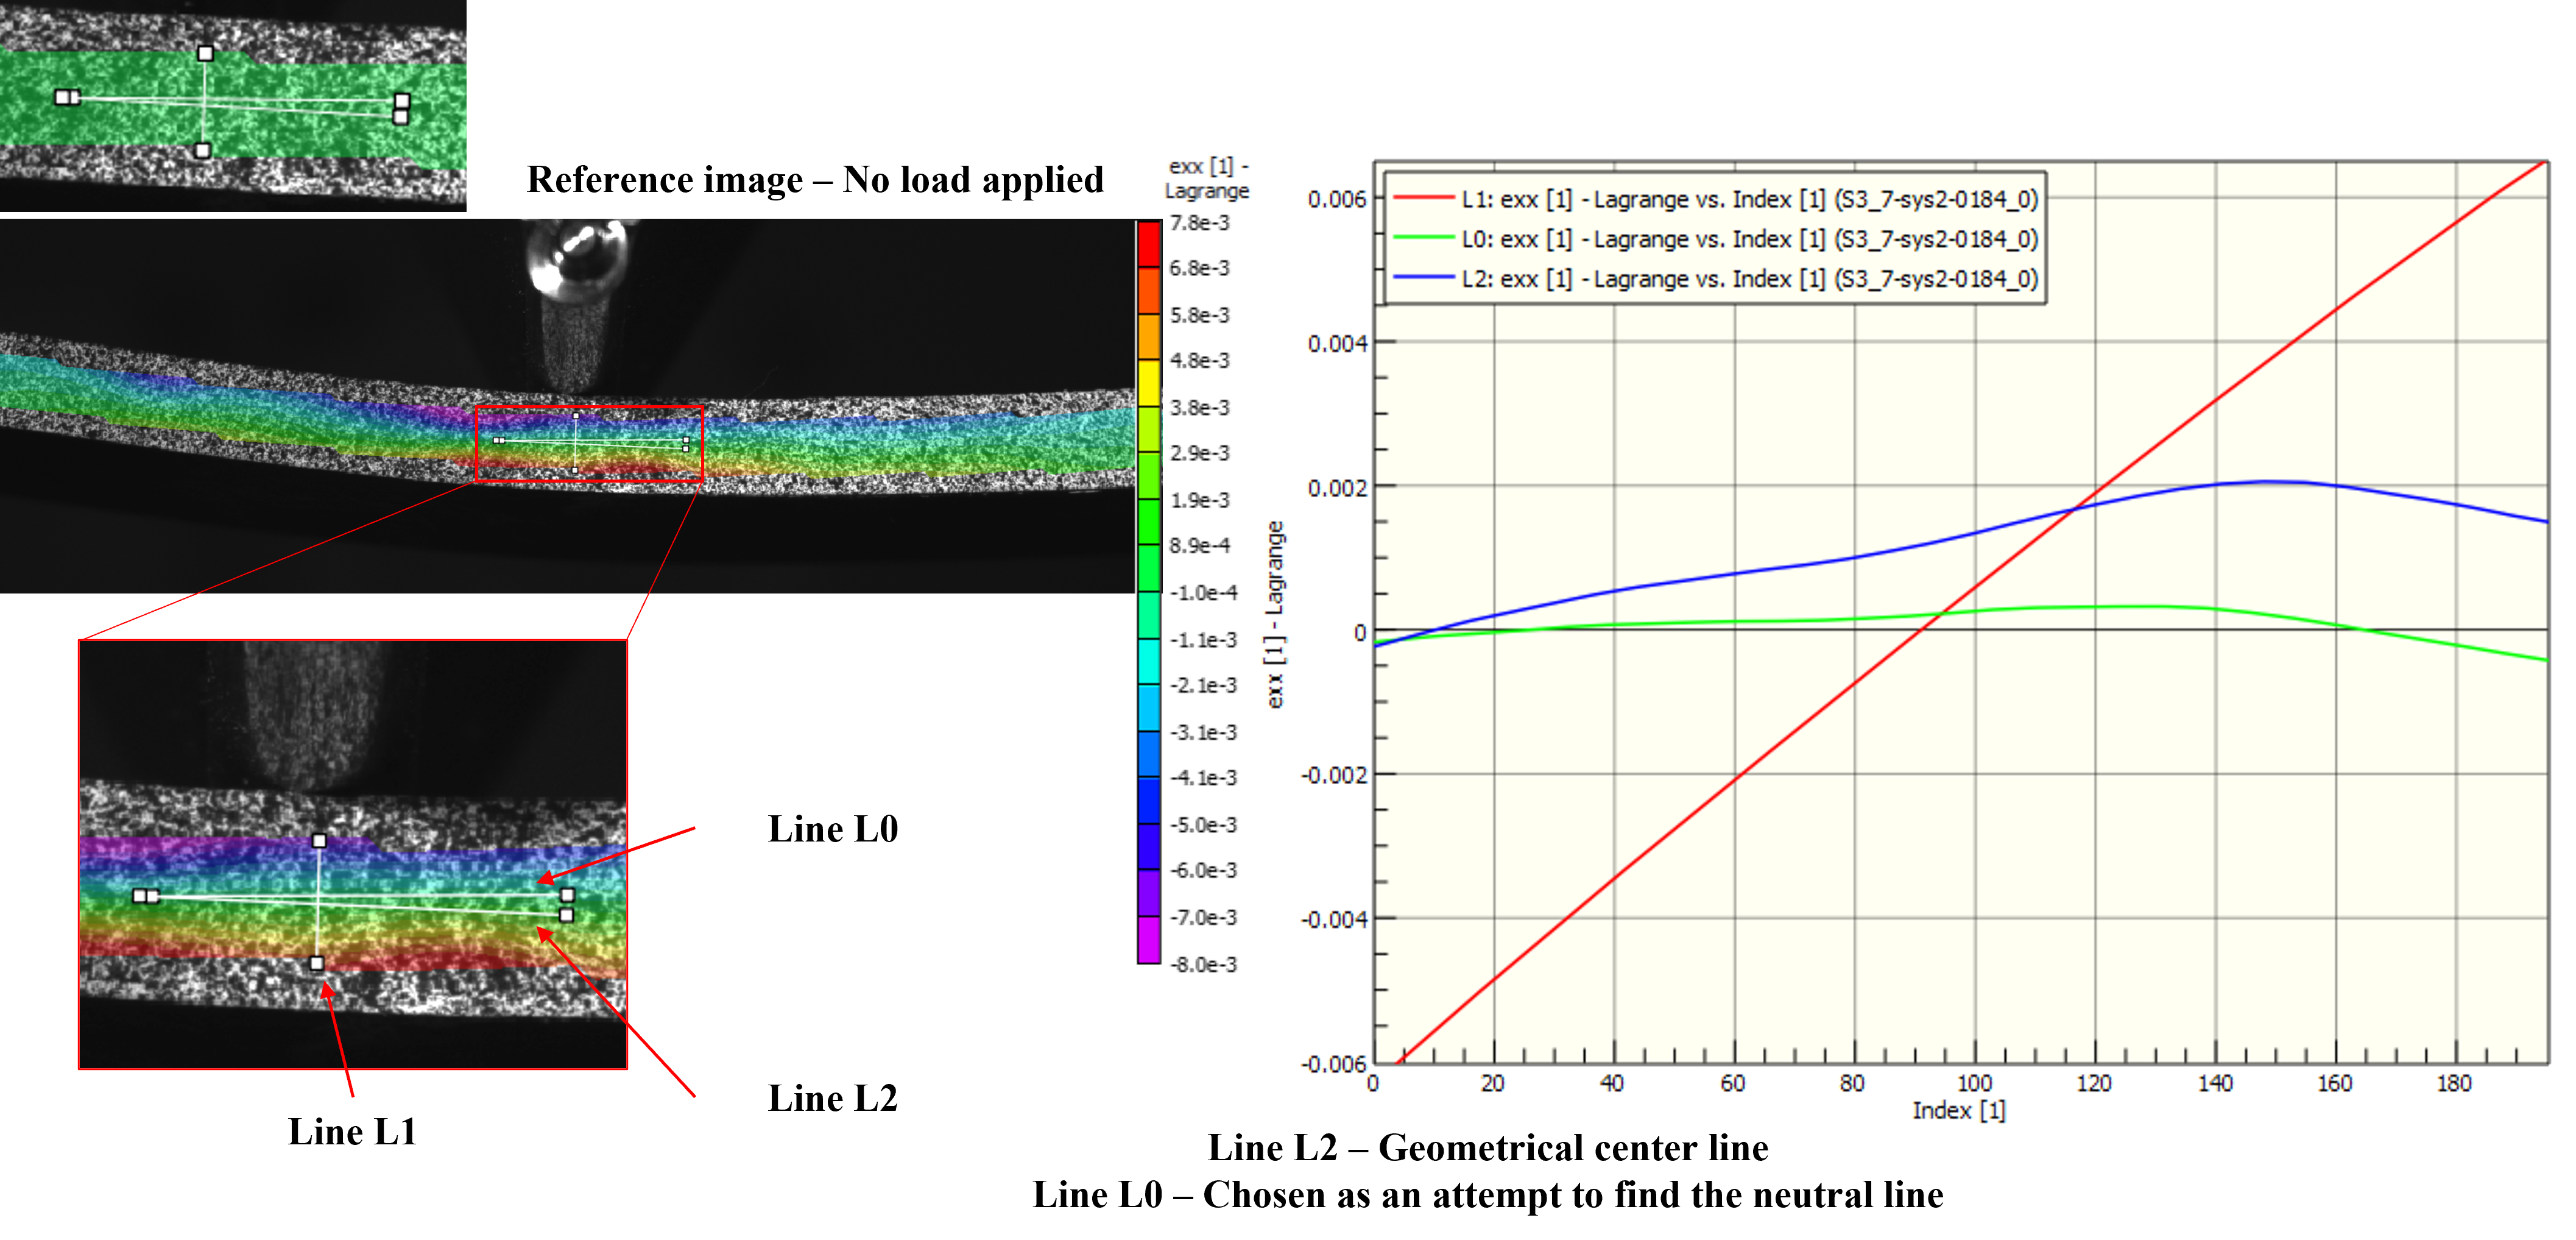 Reference image – No load applied
exx [1] -
Lagrange
7.8e-3
6.8e-3
5.8e-3
4.8e-3
3.8e-3
2.9e-3
1.9e-3
8.9e-4
-1.0e-4
-1.1e-3
-2.1e-3
-3.1e-3
-4.1e-3
-5.0e-3
-6.0e-3
-7.0e-3
-8.0e-3
L1: exx [1] - Lagrange vs. Index [1] (S3_7-sys2-0184_0)
L0: exx [1] - Lagrange vs. Index [1] (S3_7-sys2-0184_0)
L2: exx [1] - Lagrange vs. Index [1] (S3_7-sys2-0184_0)
exx [1] - Lagrange
0.006
0.004
0.002
0
-0.002
-0.004
-0.006
0 20 40 60 80 100 120 140 160 180
Index [1]
Line L0
Line L2
Line L1
Line L2 – Geometrical center line
Line L0 – Chosen as an attempt to find the neutral line